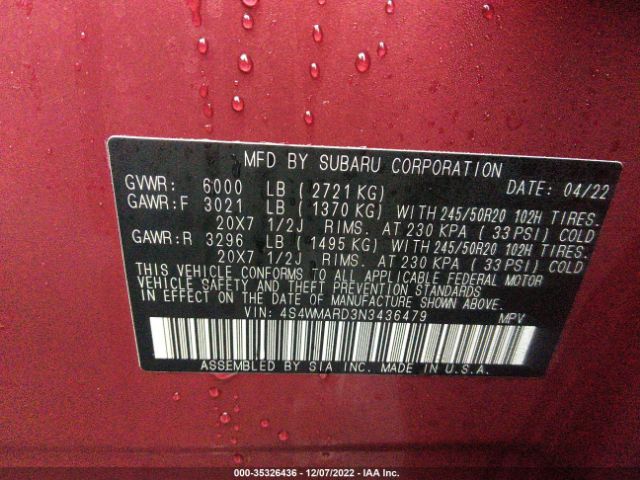 MFD BY SUBARU CORPORATION
GVWR: 6000 LB (2721 KG) DATE: 04/22
GAWR:F 3021 LB (1370 KG) WITH 245/50R20 102H TIRES.
20X7 1/2J RIMS. AT 230 KPA (33 PSI) COLD
GAWR:R 3296 LB (1495 KG) WITH 245/50R20 102H TIRES.
20X7 1/2J RIMS. AT 230 KPA (33 PSI) COLD
THIS VEHICLE CONFORMS TO ALL APPLICABLE FEDERAL MOTOR
VEHICLE SAFETY AND THEFT PREVENTION STANDARDS
IN EFFECT ON THE DATE OF MANUFACTURE SHOWN ABOVE.
VIN: 4S4WMARD3N3436479 MPV
ASSEMBLED BY SIA INC. MADE IN U.S.A.
000-35326436 - 12/07/2022 - IAA Inc.